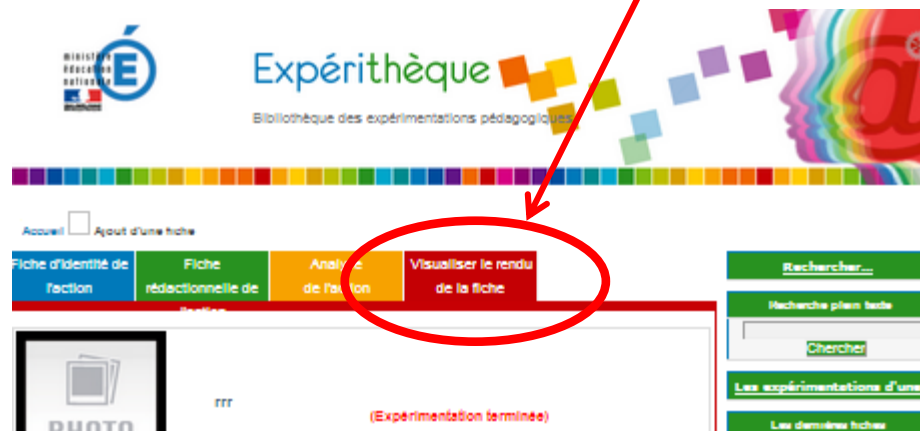 ministère
éducation
nationale
Expérithèque
Bibliothèque des expérimentations pédagogiques
Accueil Ajout d'une fiche
Fiche d'identité de l'action
Fiche rédactionnelle de l'action
Analyse de l'action
Visualiser le rendu de la fiche
Rechercher...
Recherche plein texte
Chercher
Les expérimentations d'une
Les dernières fiches
PHOTO
rrr
(Expérimentation terminée)